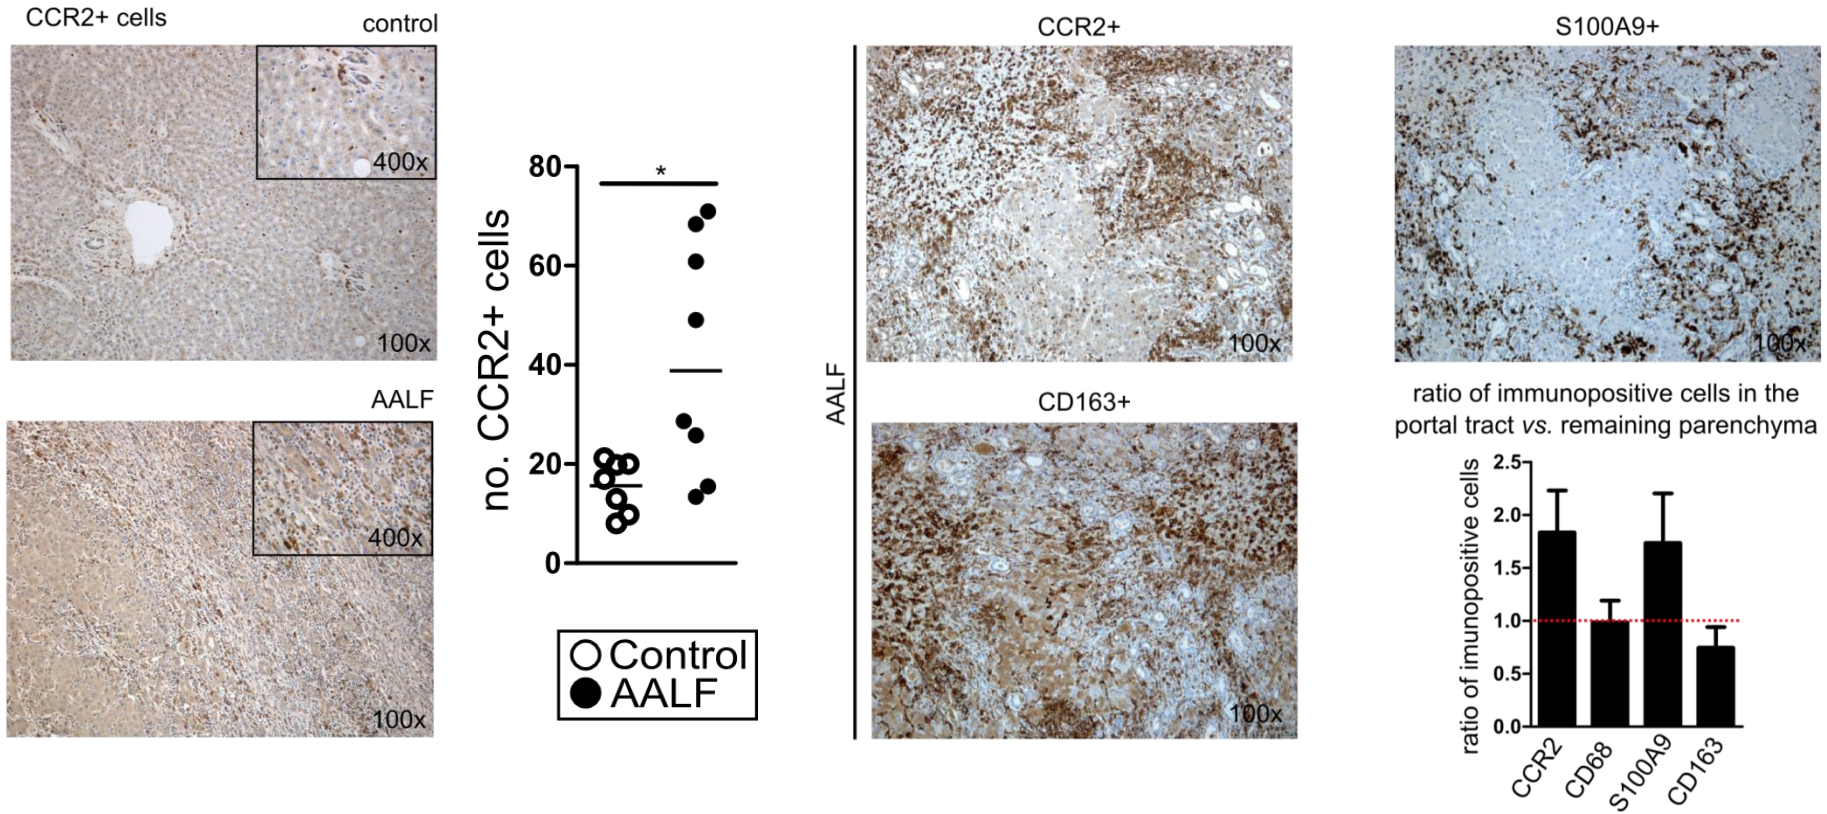 CCR2+ cells
control
400x
100x
AALF
400x
100x
no. CCR2+ cells
80
60
40
20
0
*
Control
AALF
AALF
CCR2+
100x
CD163+
100x
S100A9+
100x
ratio of immunopositive cells in the
portal tract vs. remaining parenchyma
ratio of imunopositive cells
2.5
2.0
1.5
1.0
0.5
0.0
CCR2
CD68
S100A9
CD163